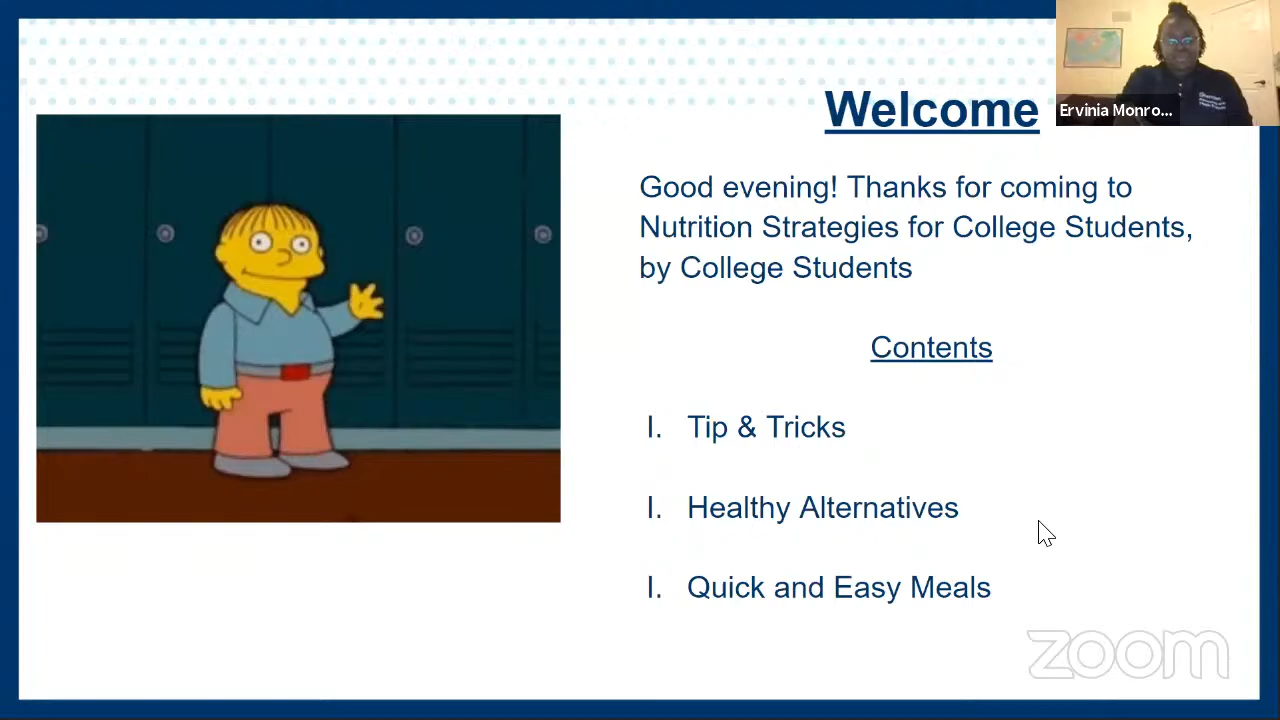 Welcome
Ervinia Monro...
Good evening! Thanks for coming to
Nutrition Strategies for College Students,
by College Students
Contents
I. Tip & Tricks
I. Healthy Alternatives
I. Quick and Easy Meals
zoom